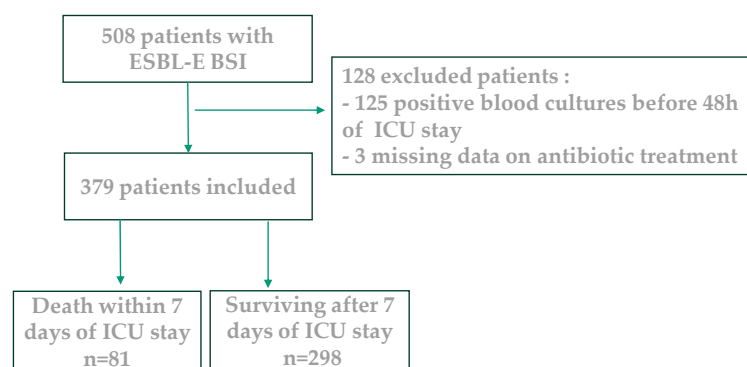 508 patients with
ESBL-E BSI
128 excluded patients :
- 125 positive blood cultures before 48h
of ICU stay
- 3 missing data on antibiotic treatment
379 patients included
Death within 7
days of ICU stay
n=81
Surviving after 7
days of ICU stay
n=298